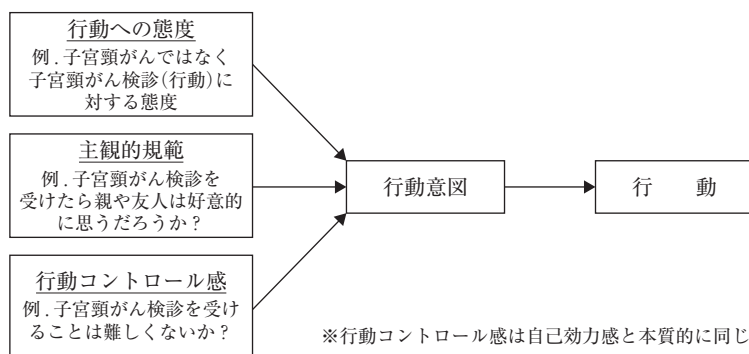 行動への態度
例．子宮頸がんではなく
子宮頸がん検診（行動）に
対する態度
主観的規範
例．子宮頸がん検診を
受けたら親や友人は好意的
に思うだろうか？
行動コントロール感
例．子宮頸がん検診を受け
ることは難しくないか？
行動意図
行　動
※行動コントロール感は自己効力感と本質的に同じ